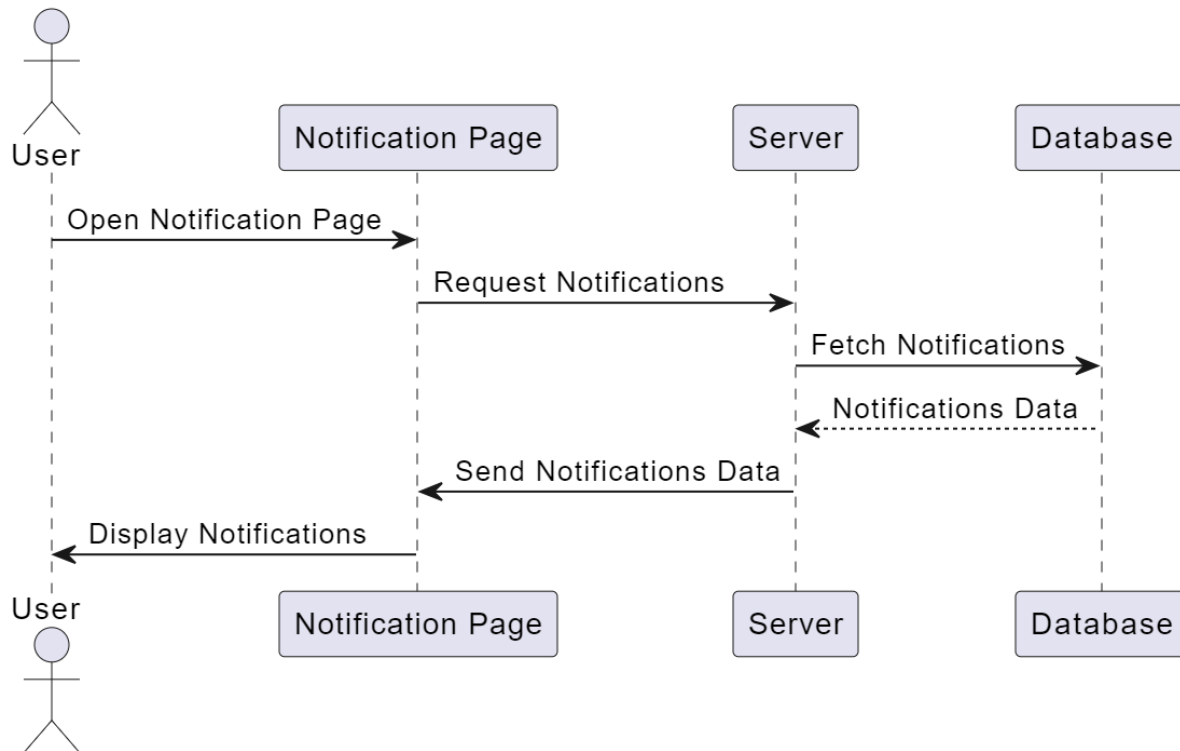 User
Notification Page
Server
Database
Open Notification Page
Request Notifications
Fetch Notifications
Notifications Data
Send Notifications Data
Display Notifications
User
Notification Page
Server
Database